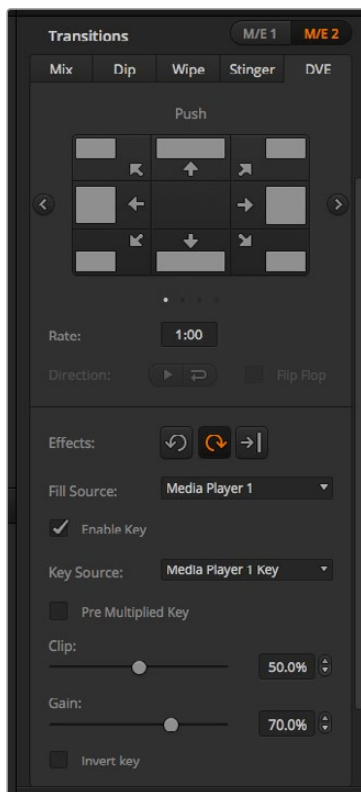 Transitions M/E 1 M/E 2
Mix Dip Wipe Stinger DVE
Push
Rate: 1:00
Direction: Flip Flop
Effects:
Fill Source: Media Player 1
Enable Key
Key Source: Media Player 1 Key
Pre Multiplied Key
Clip:
50.0%
Gain:
70.0%
Invert key